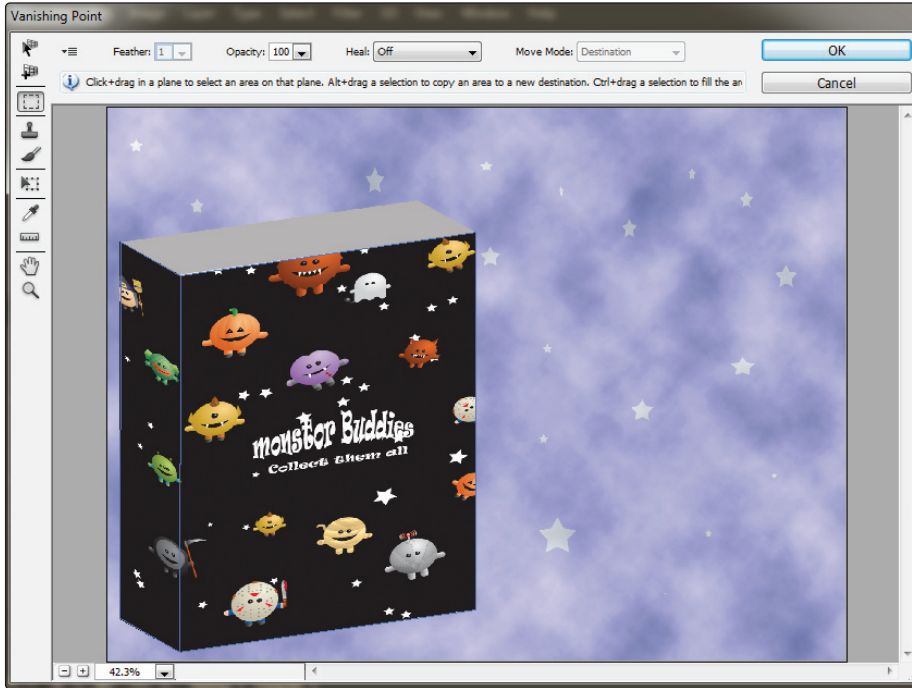 Vanishing Point
Feather: 1 Opacity: 100 Heal: Off Move Mode: Destination OK
Click+drag in a plane to select an area on that plane. Alt+drag a selection to copy an area to a new destination. Ctrl+drag a selection to fill the ar Cancel
monstor Buddies
Collect them all
42.3%